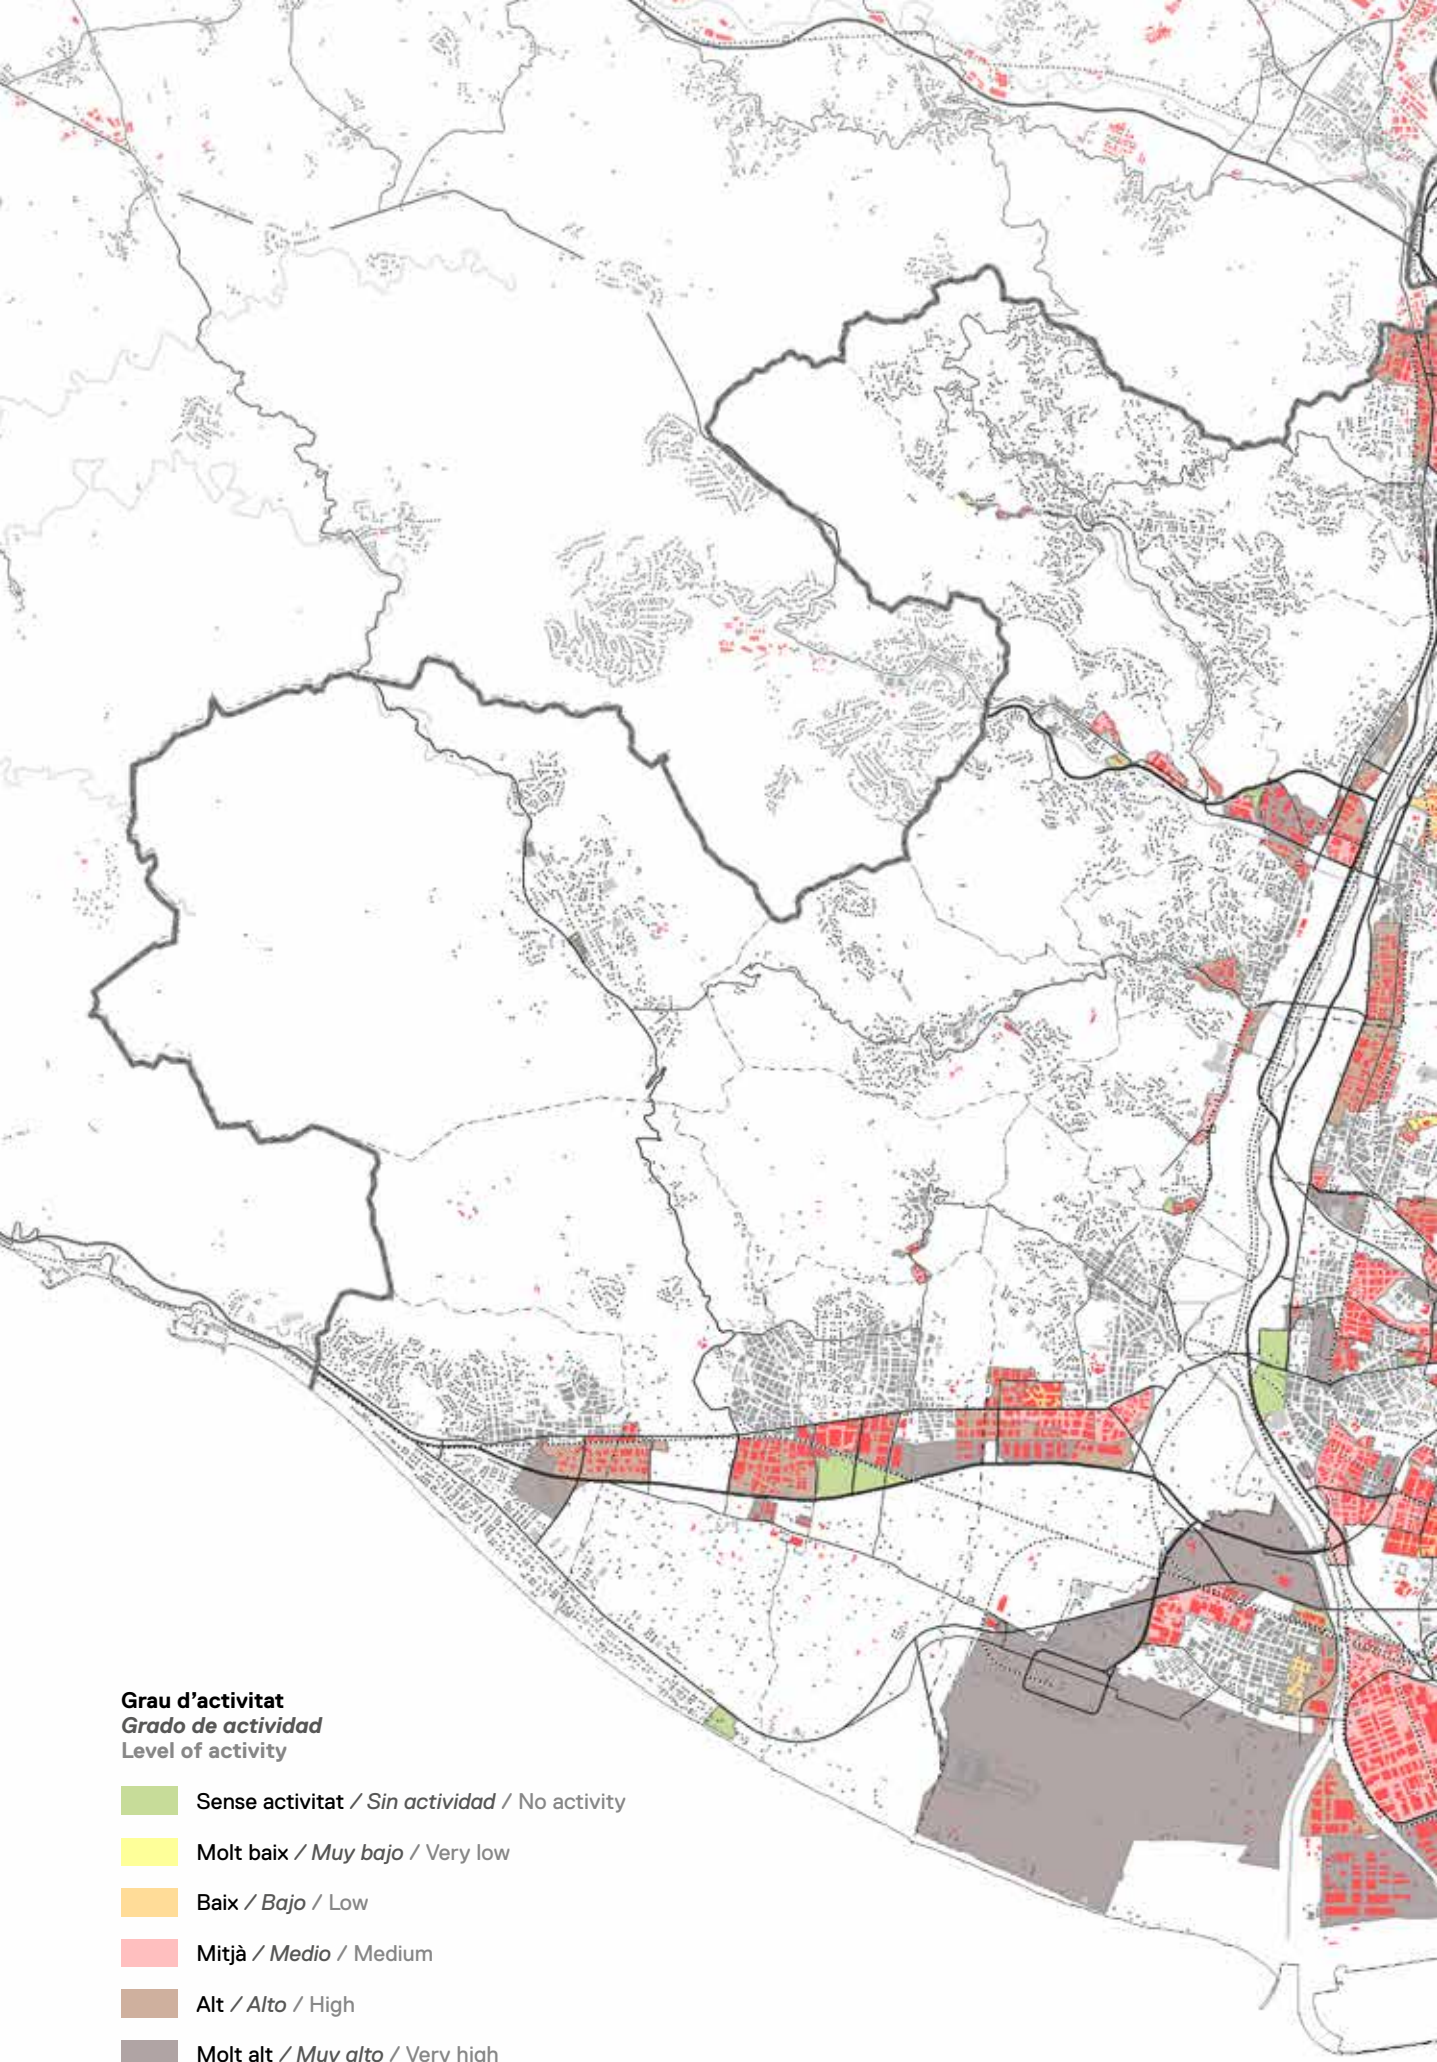 Grau d'activitat
Grado de actividad
Level of activity
Sense activitat / Sin actividad / No activity
Molt baix / Muy bajo / Very low
Baix / Bajo / Low
Mitjà / Medio / Medium
Alt / Alto / High
Molt alt / Muy alto / Very high